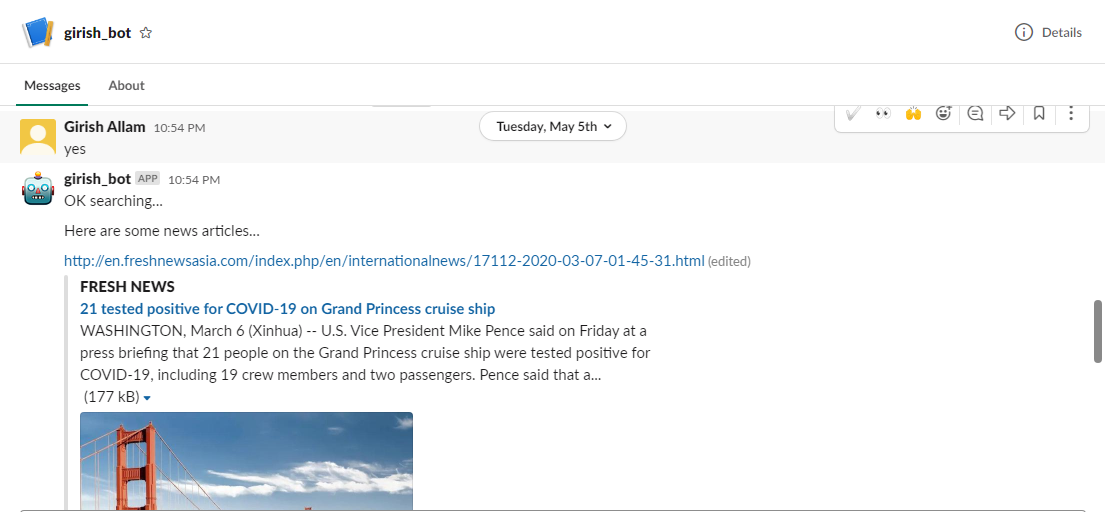 girish_bot
Details
Messages About
Tuesday, May 5th
Girish Allam 10:54 PM
yes
girish_bot APP 10:54 PM
OK searching...
Here are some news articles...
http://en.freshnewsasia.com/index.php/en/internationalnews/17112-2020-03-07-01-45-31.html (edited)
FRESH NEWS
21 tested positive for COVID-19 on Grand Princess cruise ship
WASHINGTON, March 6 (Xinhua) -- U.S. Vice President Mike Pence said on Friday at a
press briefing that 21 people on the Grand Princess cruise ship were tested positive for
COVID-19, including 19 crew members and two passengers. Pence said that a...
(177 kB)